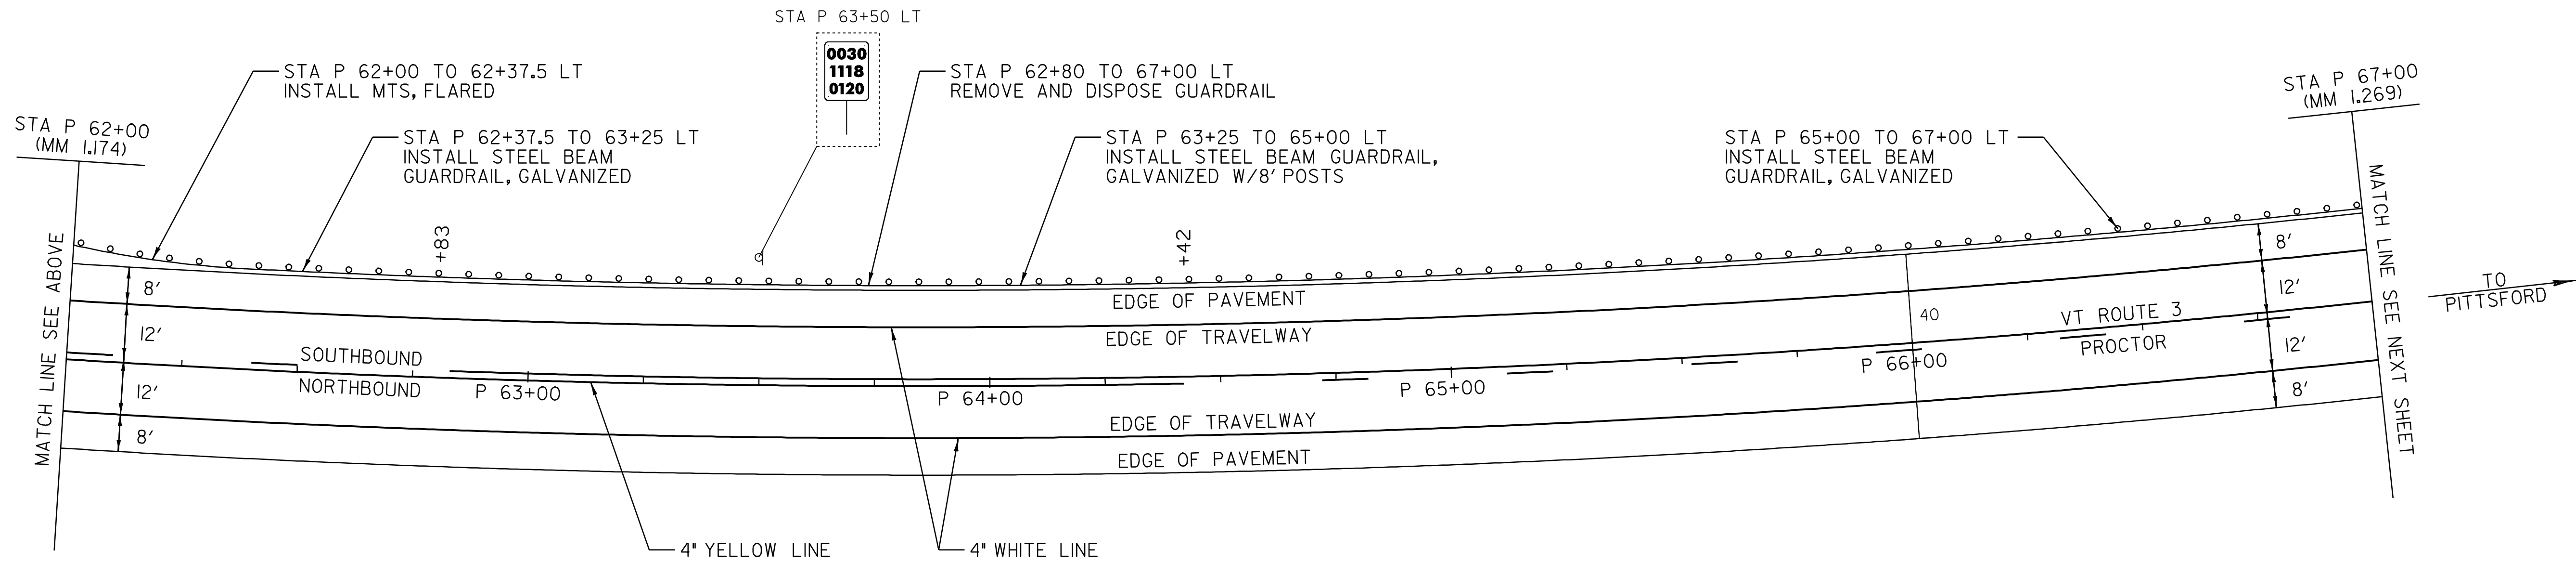 STA P 63+50 LT
0030
1118
0120
STA P 62+00 TO 62+37.5 LT
INSTALL MTS, FLARED
STA P 62+80 TO 67+00 LT
REMOVE AND DISPOSE GUARDRAIL
STA P 67+00
(MM 1.269)
STA P 62+00
(MM 1.174)
STA P 62+37.5 TO 63+25 LT
INSTALL STEEL BEAM
GUARDRAIL, GALVANIZED
STA P 63+25 TO 65+00 LT
INSTALL STEEL BEAM GUARDRAIL,
GALVANIZED W/8' POSTS
STA P 65+00 TO 67+00 LT
INSTALL STEEL BEAM
GUARDRAIL, GALVANIZED
+83
+42
MATCH LINE SEE ABOVE
MATCH LINE SEE NEXT SHEET
TO
PITTSFORD
8'
12'
12'
8'
8'
12'
12'
8'
EDGE OF PAVEMENT
EDGE OF TRAVELWAY
40
VT ROUTE 3
PROCTOR
SOUTHBOUND
NORTHBOUND
P 63+00
P 64+00
P 65+00
P 66+00
EDGE OF TRAVELWAY
EDGE OF PAVEMENT
4" YELLOW LINE
4" WHITE LINE